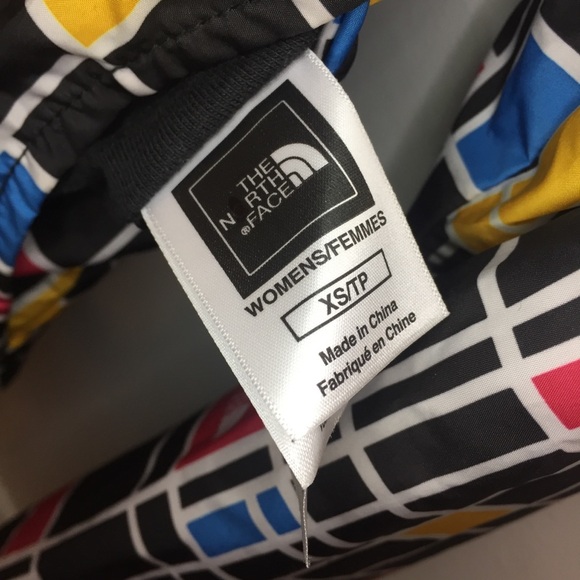 THE
NORTH
FACE®
WOMENS/FEMMES
XS/TP
Made in China
Fabriqué en Chine